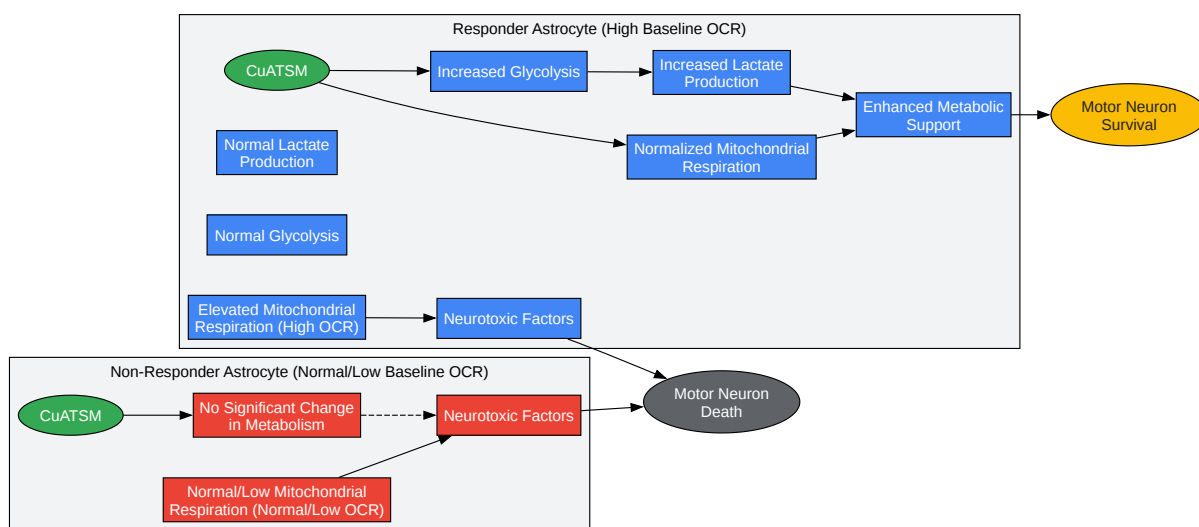 Responder Astrocyte (High Baseline OCR)
CuATSM
Increased Glycolysis
Increased Lactate
Production
Enhanced Metabolic
Support
Motor Neuron
Survival
Normal Lactate
Production
Normalized Mitochondrial
Respiration
Normal Glycolysis
Elevated Mitochondrial
Respiration (High OCR)
Neurotoxic Factors
Non-Responder Astrocyte (Normal/Low Baseline OCR)
CuATSM
No Significant Change
in Metabolism
Neurotoxic Factors
Motor Neuron
Death
Normal/Low Mitochondrial
Respiration (Normal/Low OCR)